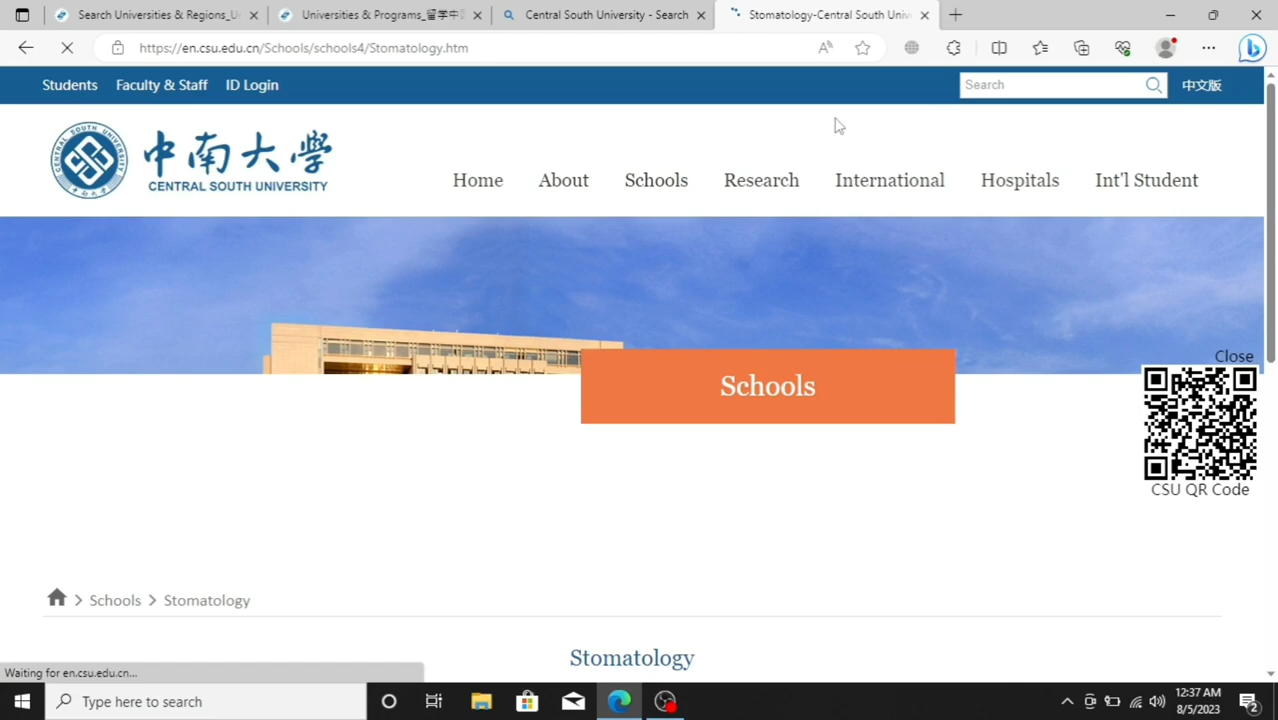 Search Universities & Regions_U
Universities & Programs_留学中
Central South University - Search
Stomatology-Central South Univ
https://en.csu.edu.cn/Schools/schools4/Stomatology.htm
Students
Faculty & Staff
ID Login
Search
中文版
中南大学
CENTRAL SOUTH UNIVERSITY
Home
About
Schools
Research
International
Hospitals
Int'l Student
Schools
Close
CSU QR Code
Schools
Stomatology
Stomatology
Waiting for en.csu.edu.cn...
Type here to search
12:37 AM
8/5/2023
2